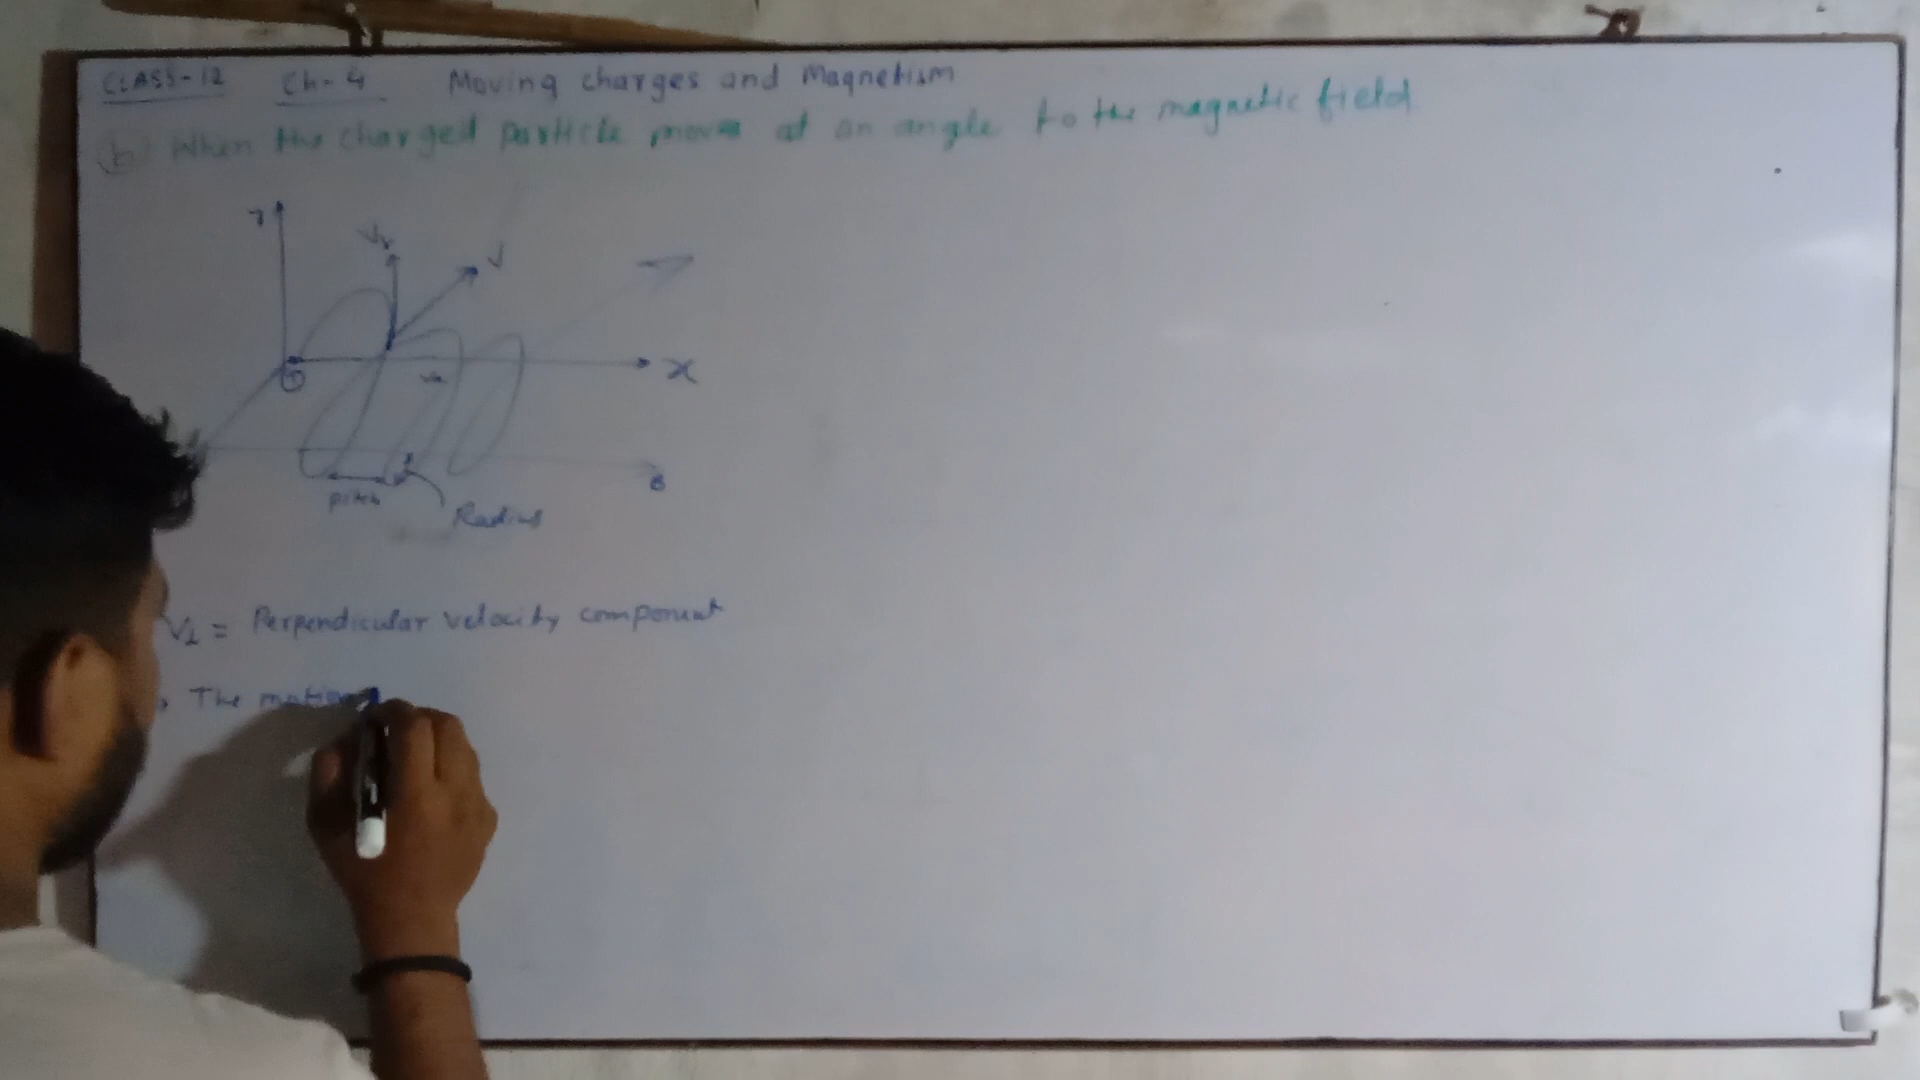 CLASS-12 Ch-4 Moving charges and Magnetism
(b) When the charged particle moves at an angle to the magnetic field
y
Vy
V
O
Vx
x
B
pitch
Radius
V⊥ = Perpendicular velocity component
The motion